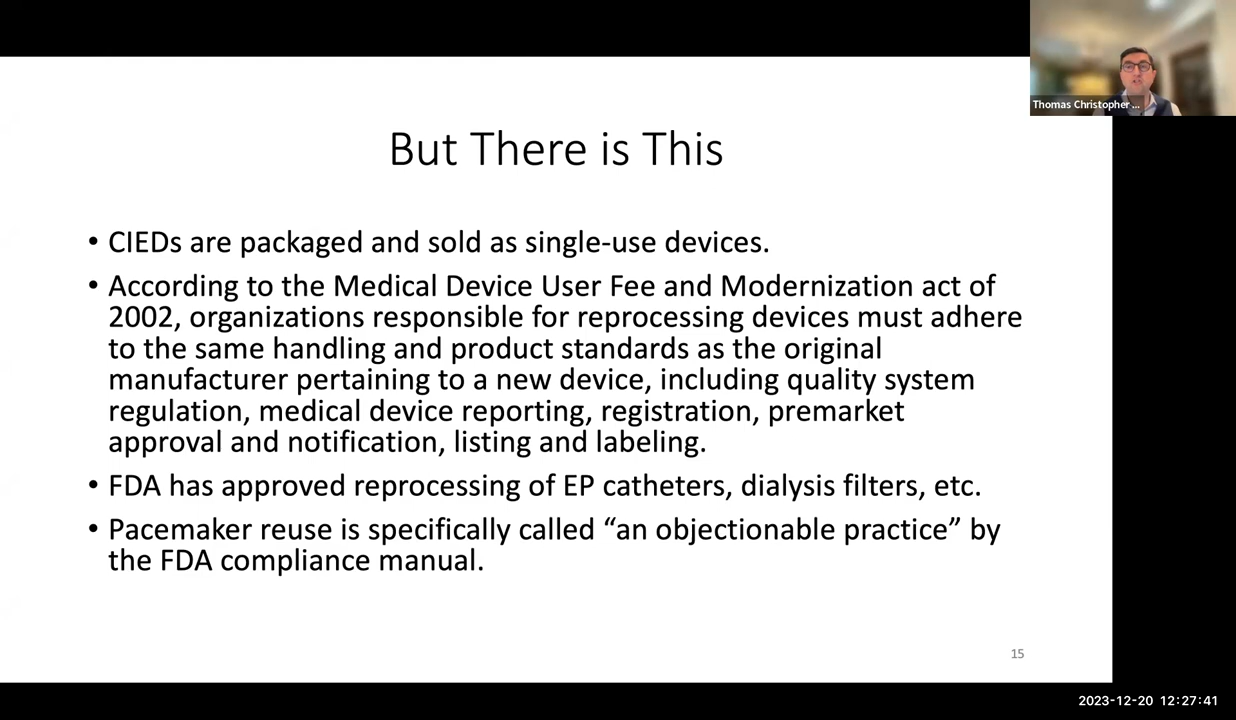 Thomas Christopher ...
But There is This
• CIEDs are packaged and sold as single-use devices.
• According to the Medical Device User Fee and Modernization act of
2002, organizations responsible for reprocessing devices must adhere
to the same handling and product standards as the original
manufacturer pertaining to a new device, including quality system
regulation, medical device reporting, registration, premarket
approval and notification, listing and labeling.
• FDA has approved reprocessing of EP catheters, dialysis filters, etc.
• Pacemaker reuse is specifically called “an objectionable practice” by
the FDA compliance manual.
15
2023-12-20 12:27:41